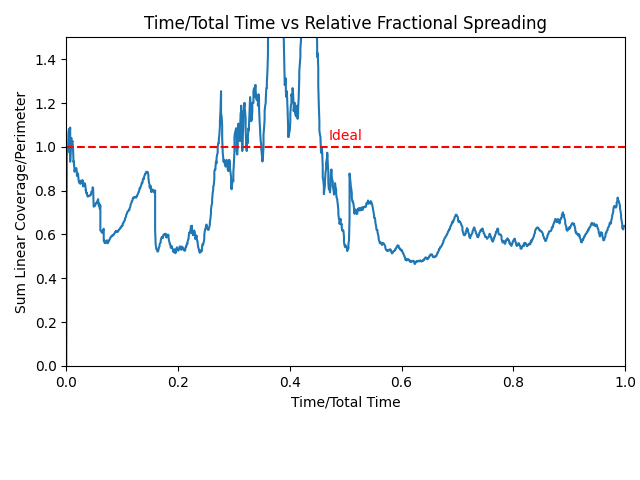 Time/Total Time vs Relative Fractional Spreading
Sum Linear Coverage/Perimeter
1.4
1.2
1.0
0.8
0.6
0.4
0.2
0.0
Ideal
0.0 0.2 0.4 0.6 0.8 1.0
Time/Total Time